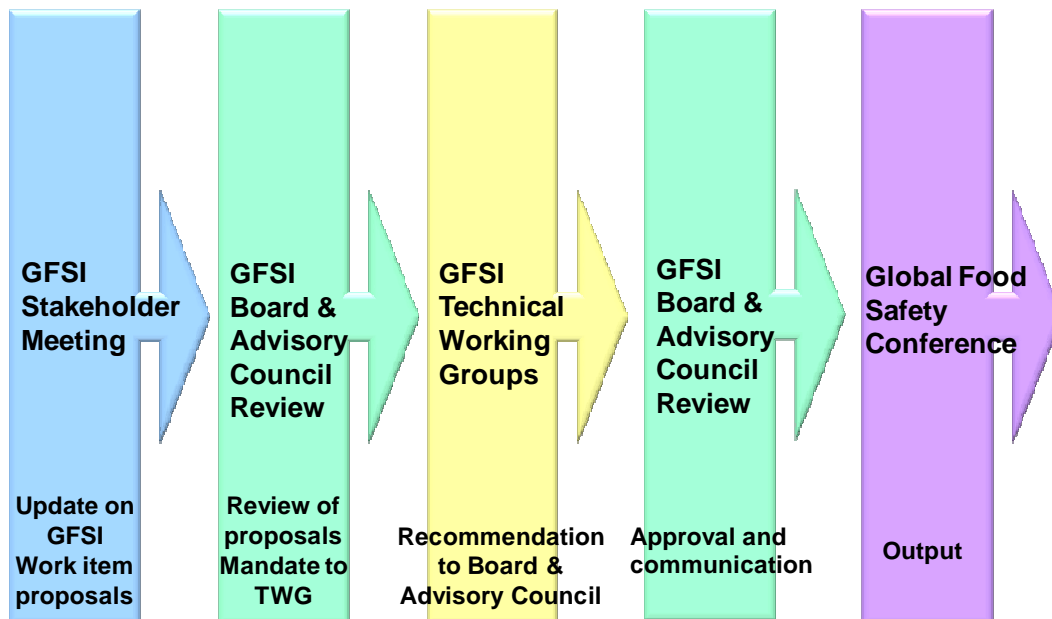 GFSI
Stakeholder
Meeting
Update on
GFSI
Work item
proposals
GFSI
Board &
Advisory
Council
Review
Review of
proposals
Mandate to
TWG
GFSI
Technical
Working
Groups
Recommendation
to Board &
Advisory Council
GFSI
Board &
Advisory
Council
Review
Approval and
communication
Global Food
Safety
Conference
Output